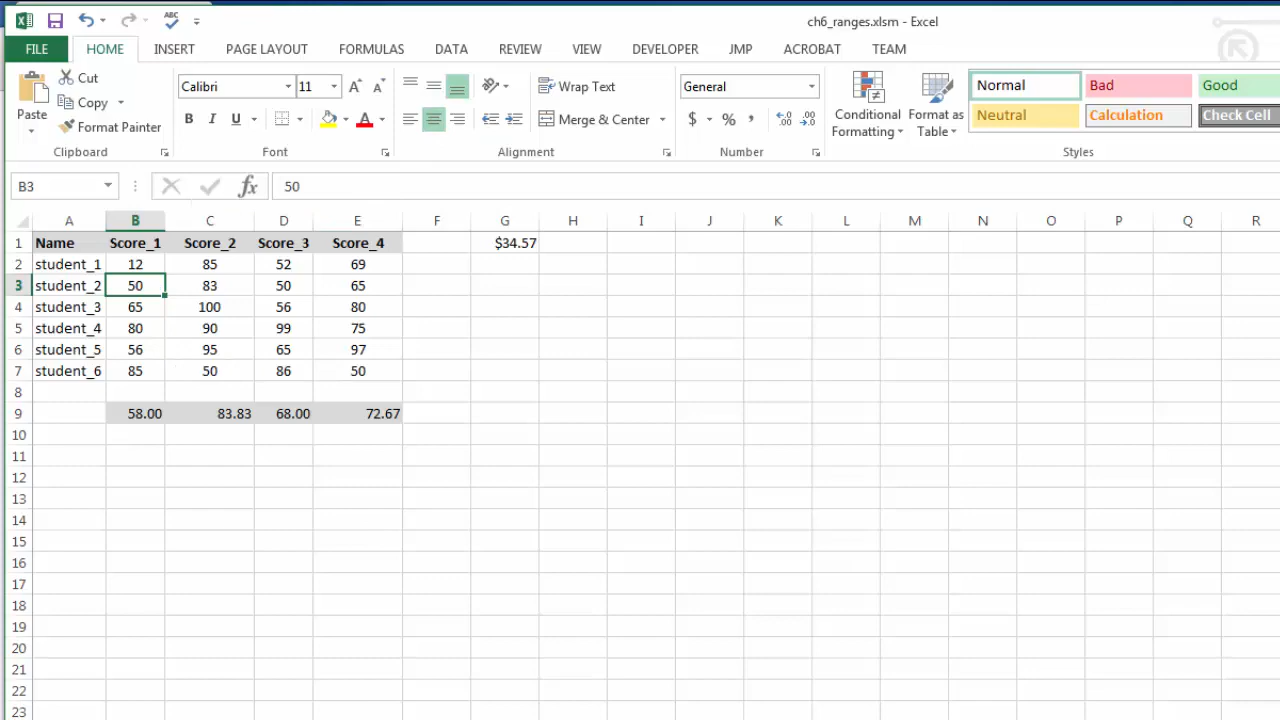 ABC
ch6_ranges.xlsm - Excel
FILE HOME INSERT PAGE LAYOUT FORMULAS DATA REVIEW VIEW DEVELOPER JMP ACROBAT TEAM
Paste
Cut
Copy
Format Painter
Clipboard
Calibri 11
B I U A
Font
Wrap Text
Merge & Center
Alignment
General
$ % ,
Number
Conditional Formatting
Format as Table
Normal Bad Good
Neutral Calculation Check Cell
Styles
B3 fx 50
A B C D E F G H I J K L M N O P Q R
1 Name Score_1 Score_2 Score_3 Score_4 $34.57
2 student_1 12 85 52 69
3 student_2 50 83 50 65
4 student_3 65 100 56 80
5 student_4 80 90 99 75
6 student_5 56 95 65 97
7 student_6 85 50 86 50
8
9 58.00 83.83 68.00 72.67
10
11
12
13
14
15
16
17
18
19
20
21
22
23